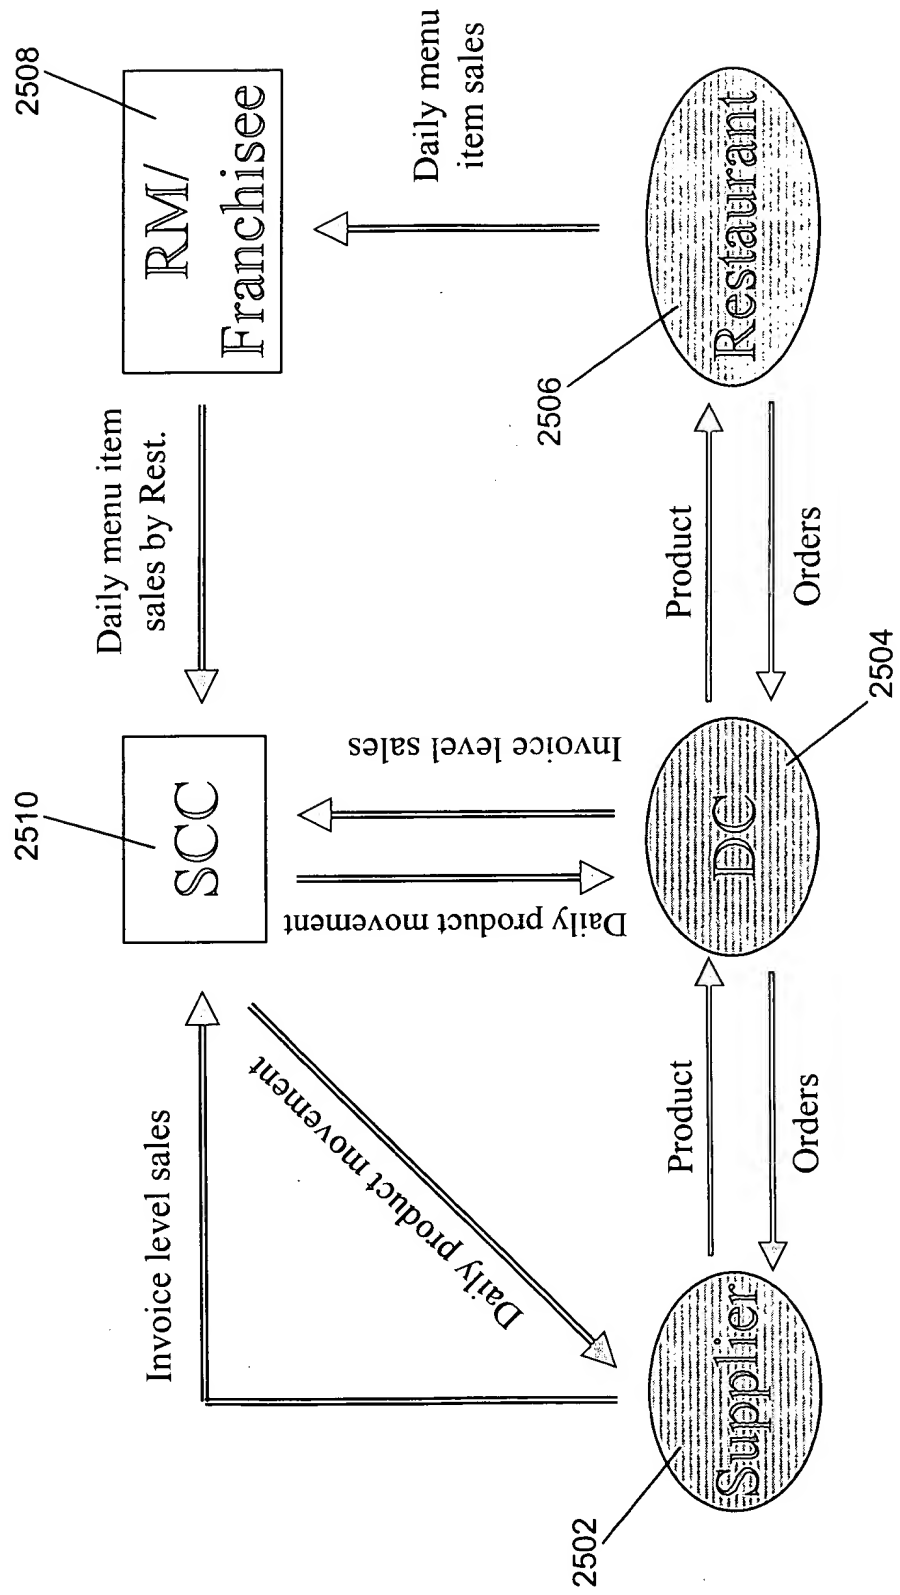 2510
2508
SCC
RM/
Franchisee
Invoice level sales
Daily menu item
sales by Rest.
Daily product movement
Daily product movement
Invoice level sales
Daily menu
item sales
Product
Product
2506
Supplier
DC
Restaurant
Orders
Orders
2502
2504